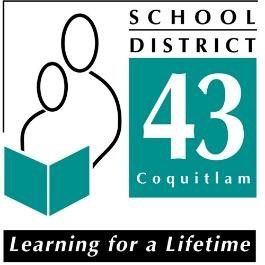 SCHOOL
DISTRICT
43
Coquitlam
Learning for a Lifetime